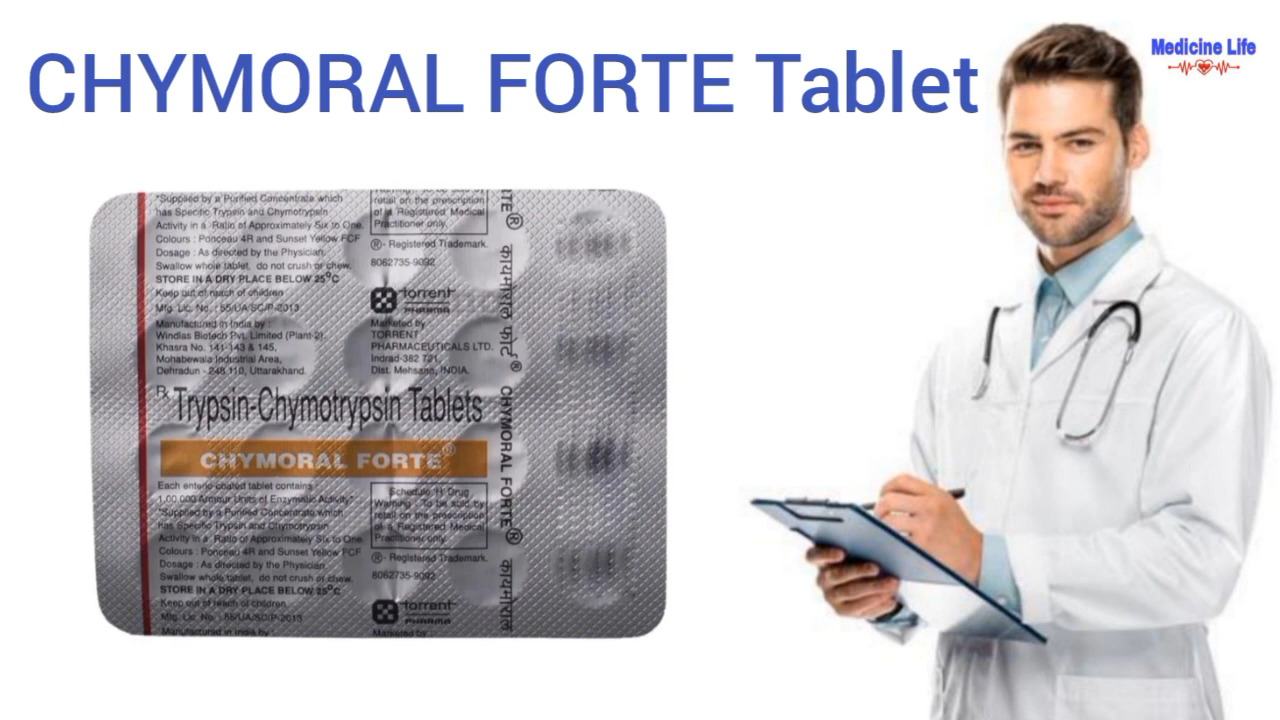 CHYMORAL FORTE Tablet
Medicine Life
*Supplied by a Purified Concentrate which
has Specific Trypsin and Chymotrypsin
Activity in a Ratio of Approximately Six to One.
Colours : Ponceau 4R and Sunset Yellow FCF
Dosage : As directed by the Physician.
Swallow whole tablet, do not crush or chew.
STORE IN A DRY PLACE BELOW 25°C
Keep out of reach of children
Mfg. Lic. No. : 55/UA/SC/P-2013
Manufactured in India by :
Windlas Biotech Pvt. Limited (Plant-2),
Khasra No. 141-143 & 145,
Mohabewala Industrial Area,
Dehradun - 248 110, Uttarakhand.
retail on the prescription
of a Registered Medical
Practitioner only.
®- Registered Trademark.
8062735-9092
torrent
PHARMA
Marketed by
TORRENT
PHARMACEUTICALS LTD.
Indrad-382 721,
Dist. Mehsana, INDIA.
Rx Trypsin-Chymotrypsin Tablets
CHYMORAL FORTE®
Each enteric-coated tablet contains :
1,00,000 Armour Units of Enzymatic Activity*
*Supplied by a Purified Concentrate which
has Specific Trypsin and Chymotrypsin
Activity in a Ratio of Approximately Six to One.
Colours : Ponceau 4R and Sunset Yellow FCF
Dosage : As directed by the Physician.
Swallow whole tablet, do not crush or chew.
STORE IN A DRY PLACE BELOW 25°C
Keep out of reach of children
Mfg. Lic. No. : 55/UA/SC/P-2013
Manufactured in India by
Schedule 'H' Drug
Warning : To be sold by
retail on the prescription
of a Registered Medical
Practitioner only.
®- Registered Trademark.
8062735-9092
torrent
PHARMA
Marketed by
RTE®
कायमोराल फोर्ट®
CHYMORAL FORTE®
कायमोराल